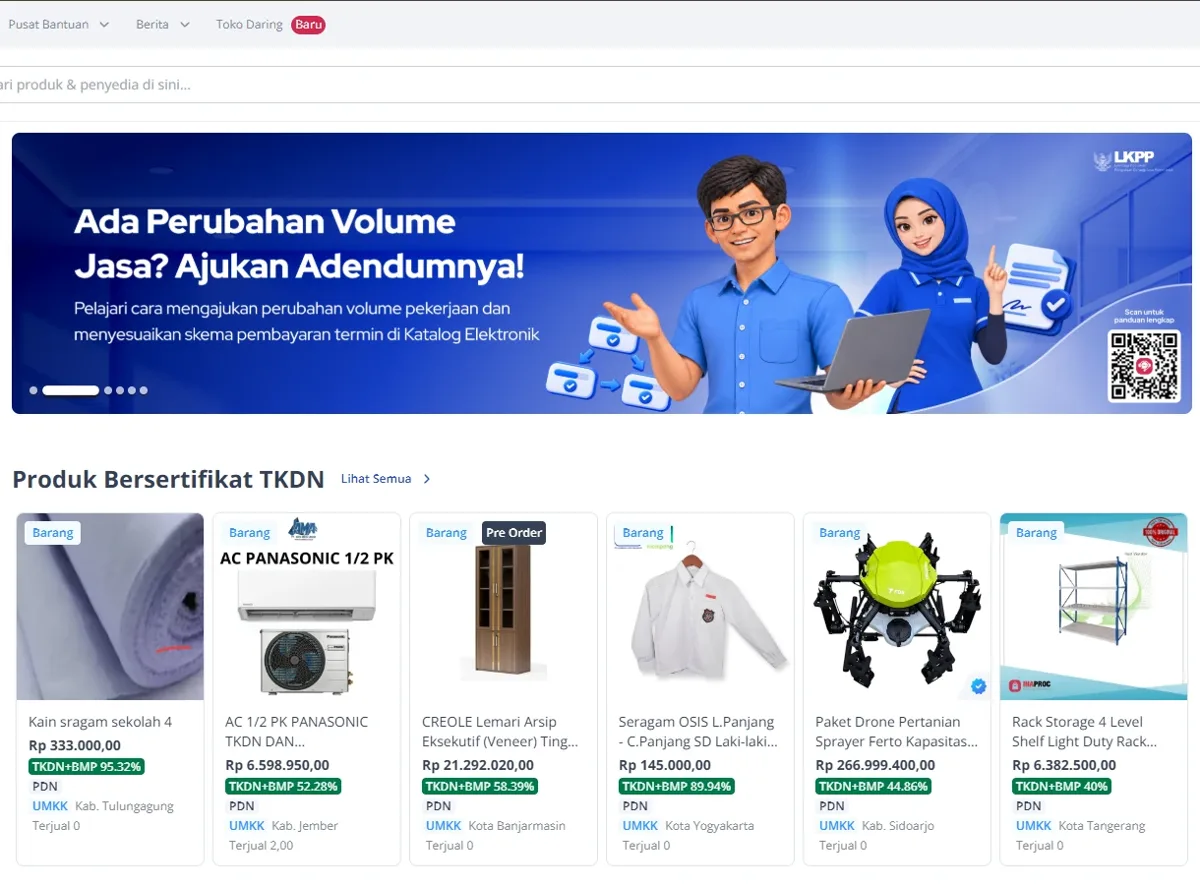 Pusat Bantuan
Berita
Toko Daring
Baru
ari produk & penyedia di sini...
LKPP
Ada Perubahan Volume
Jasa? Ajukan Adendumnya!
Pelajari cara mengajukan perubahan volume pekerjaan dan
menyesuaikan skema pembayaran termin di Katalog Elektronik
Scan untuk
panduan lengkap
Produk Bersertifikat TKDN
Lihat Semua
Barang
Kain sragam sekolah 4
Rp 333.000,00
TKDN+BMP 95.32%
PDN
UMKK Kab. Tulungagung
Terjual 0
Barang
AC PANASONIC 1/2 PK
Panasonic
AC 1/2 PK PANASONIC
TKDN DAN...
Rp 6.598.950,00
TKDN+BMP 52.28%
PDN
UMKK Kab. Jember
Terjual 2,00
Barang
Pre Order
CREOLE Lemari Arsip
Eksekutif (Veneer) Ting...
Rp 21.292.020,00
TKDN+BMP 58.39%
PDN
UMKK Kota Banjarmasin
Terjual 0
Barang
Seragam OSIS L.Panjang
- C.Panjang SD Laki-laki...
Rp 145.000,00
TKDN+BMP 89.94%
PDN
UMKK Kota Yogyakarta
Terjual 0
Barang
Paket Drone Pertanian
Sprayer Ferto Kapasitas...
Rp 266.999.400,00
TKDN+BMP 44.86%
PDN
UMKK Kab. Sidoarjo
Terjual 0
Barang
100% ORIGINAL
INAPROC
Rack Storage 4 Level
Shelf Light Duty Rack...
Rp 6.382.500,00
TKDN+BMP 40%
PDN
UMKK Kota Tangerang
Terjual 0